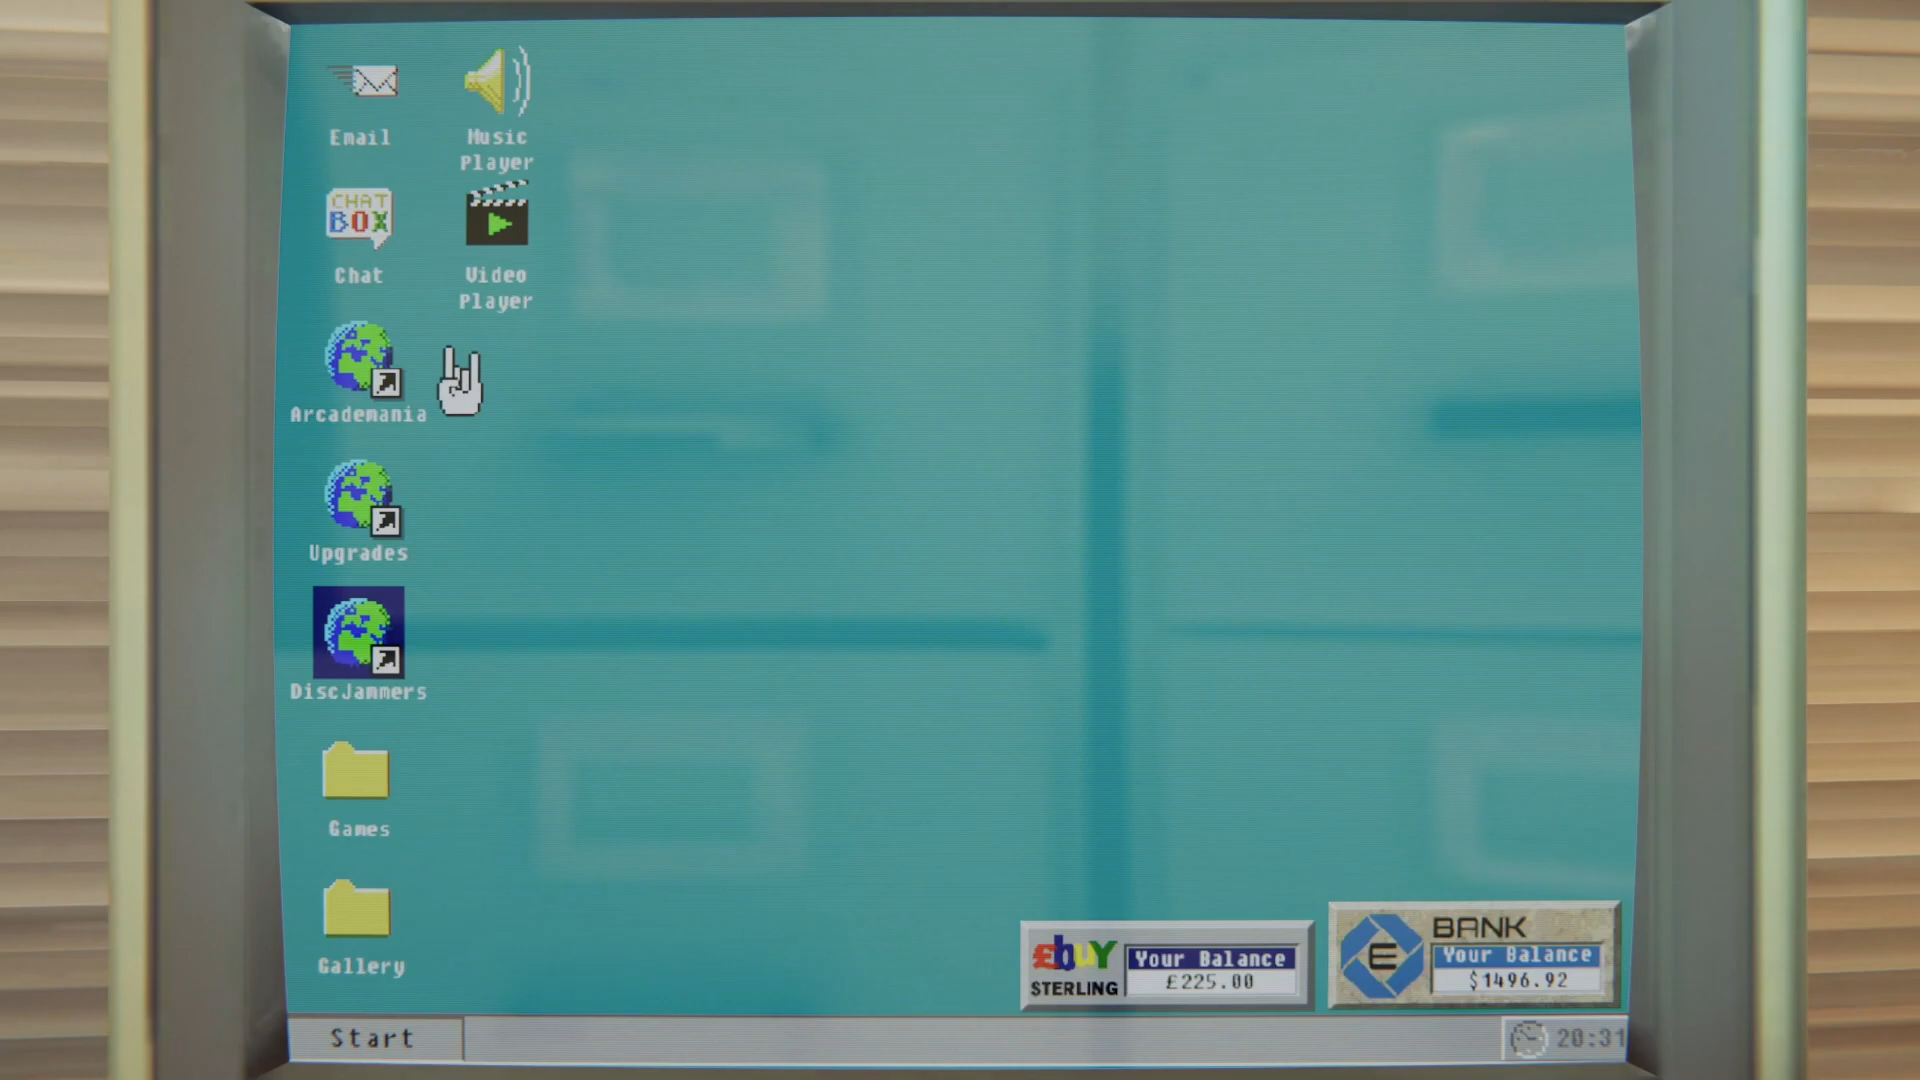 Email
Music
Player
CHAT
BOX
Chat
Video
Player
Arcademania
Upgrades
DiscJammers
Games
Gallery
£buY
STERLING
Your Balance
£225.00
E
BANK
Your Balance
$1496.92
Start
20:31